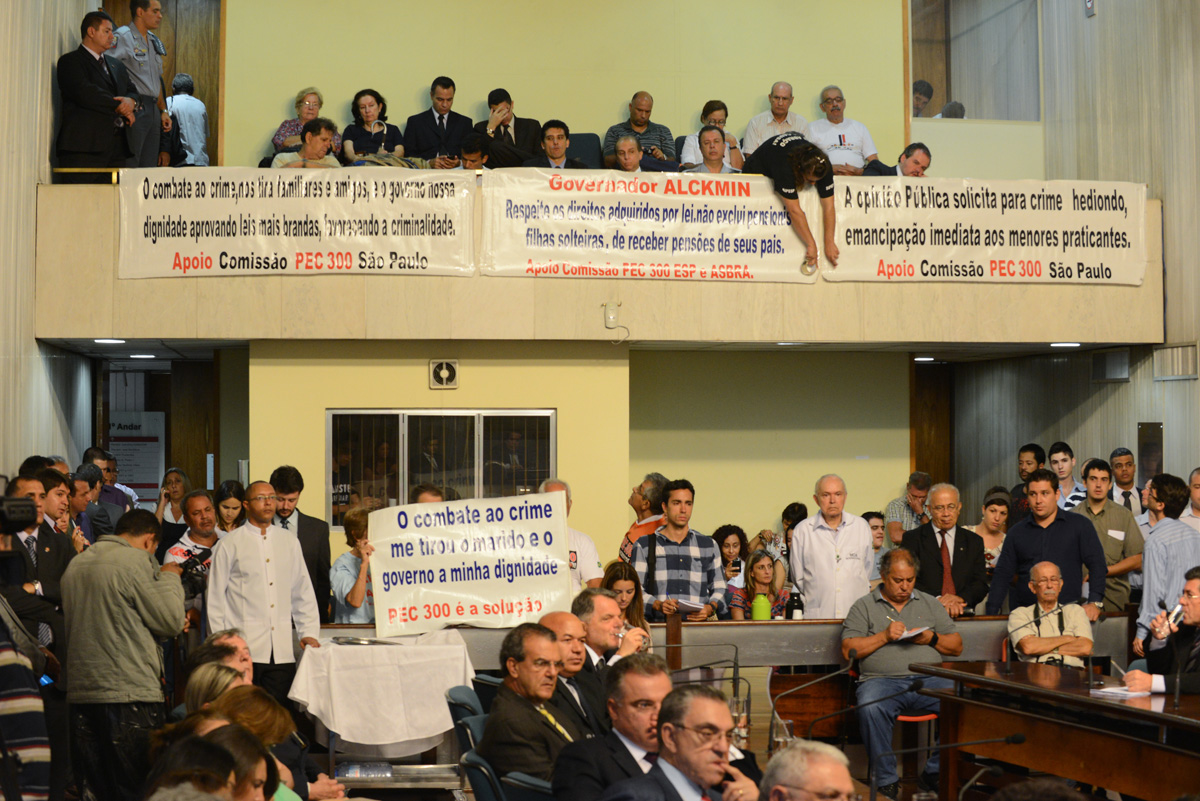 O combate ao crime,nos tira familiares e amigos, e o governo nossa
dignidade aprovando leis mais brandas, favorecendo a criminalidade.
Apoio Comissão PEC 300 São Paulo
Governador ALCKMIN
Respeite os direitos adquiridos por lei.não exclui pensionis
filhas solteiras, de receber pensões de seus pais.
Apoio Comissão PEC 300 ESP e ASBRA.
A opinião Pública solicita para crime hediondo,
emancipação imediata aos menores praticantes.
Apoio Comissão PEC 300 São Paulo
º Andar
O combate ao crime
me tirou o marido e o
governo a minha dignidade
PEC 300 é a solução